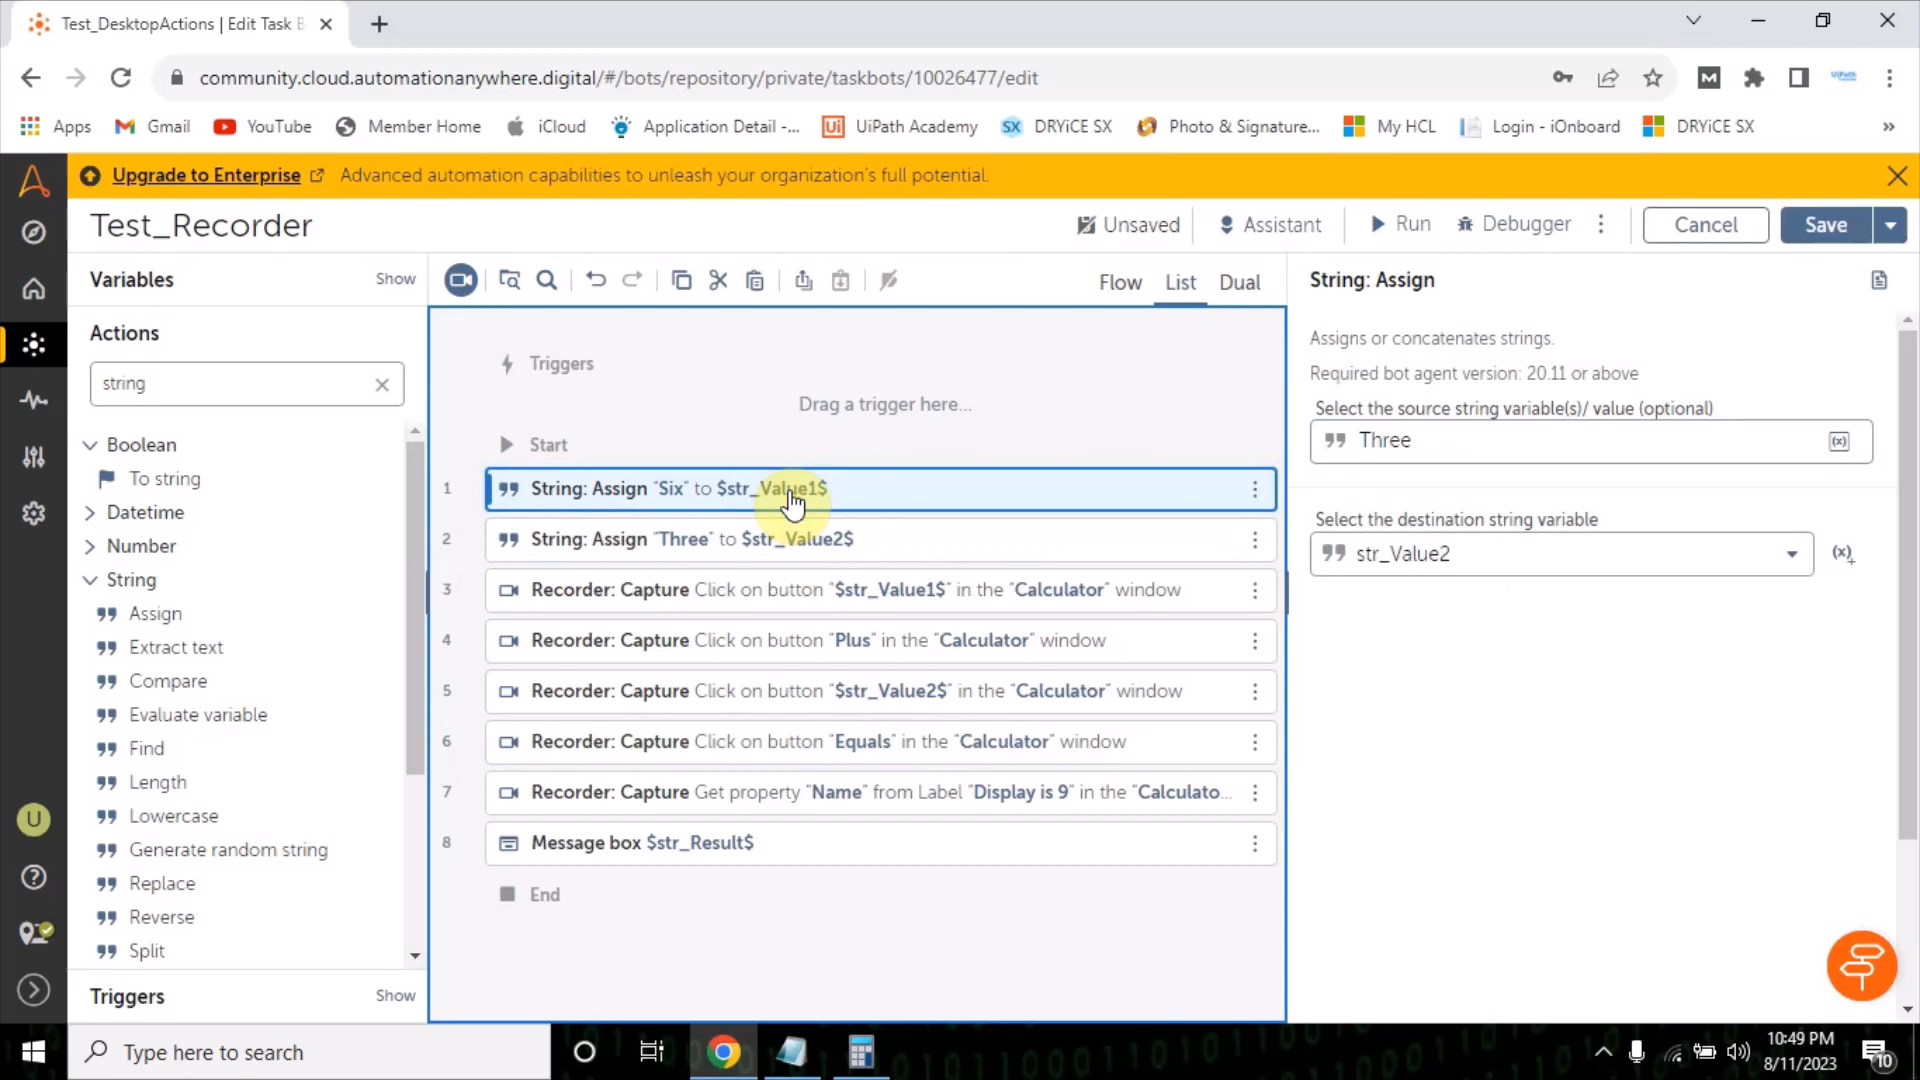 Test_DesktopActions | Edit Task B
community.cloud.automationanywhere.digital/#/bots/repository/private/taskbots/10026477/edit
M
UiPath
Apps
Gmail
YouTube
Member Home
iCloud
Application Detail -...
Ui
UiPath Academy
SX
DRYiCE SX
Photo & Signature...
My HCL
Login - iOnboard
DRYiCE SX
»
Upgrade to Enterprise
Advanced automation capabilities to unleash your organization's full potential.
Test_Recorder
Unsaved
Assistant
Run
Debugger
Cancel
Save
Variables
Show
Flow
List
Dual
String: Assign
Actions
string
Boolean
To string
Datetime
Number
String
Assign
Extract text
Compare
Evaluate variable
Find
Length
Lowercase
Generate random string
Replace
Reverse
Split
Triggers
Show
U
Triggers
Drag a trigger here...
Start
1 String: Assign "Six" to $str_Value1$
2 String: Assign "Three" to $str_Value2$
3 Recorder: Capture Click on button "$str_Value1$" in the "Calculator" window
4 Recorder: Capture Click on button "Plus" in the "Calculator" window
5 Recorder: Capture Click on button "$str_Value2$" in the "Calculator" window
6 Recorder: Capture Click on button "Equals" in the "Calculator" window
7 Recorder: Capture Get property "Name" from Label "Display is 9" in the "Calculato...
8 Message box $str_Result$
End
Assigns or concatenates strings.
Required bot agent version: 20.11 or above
Select the source string variable(s)/ value (optional)
Three
(x)
Select the destination string variable
str_Value2
(x)+
Type here to search
10:49 PM
8/11/2023
10